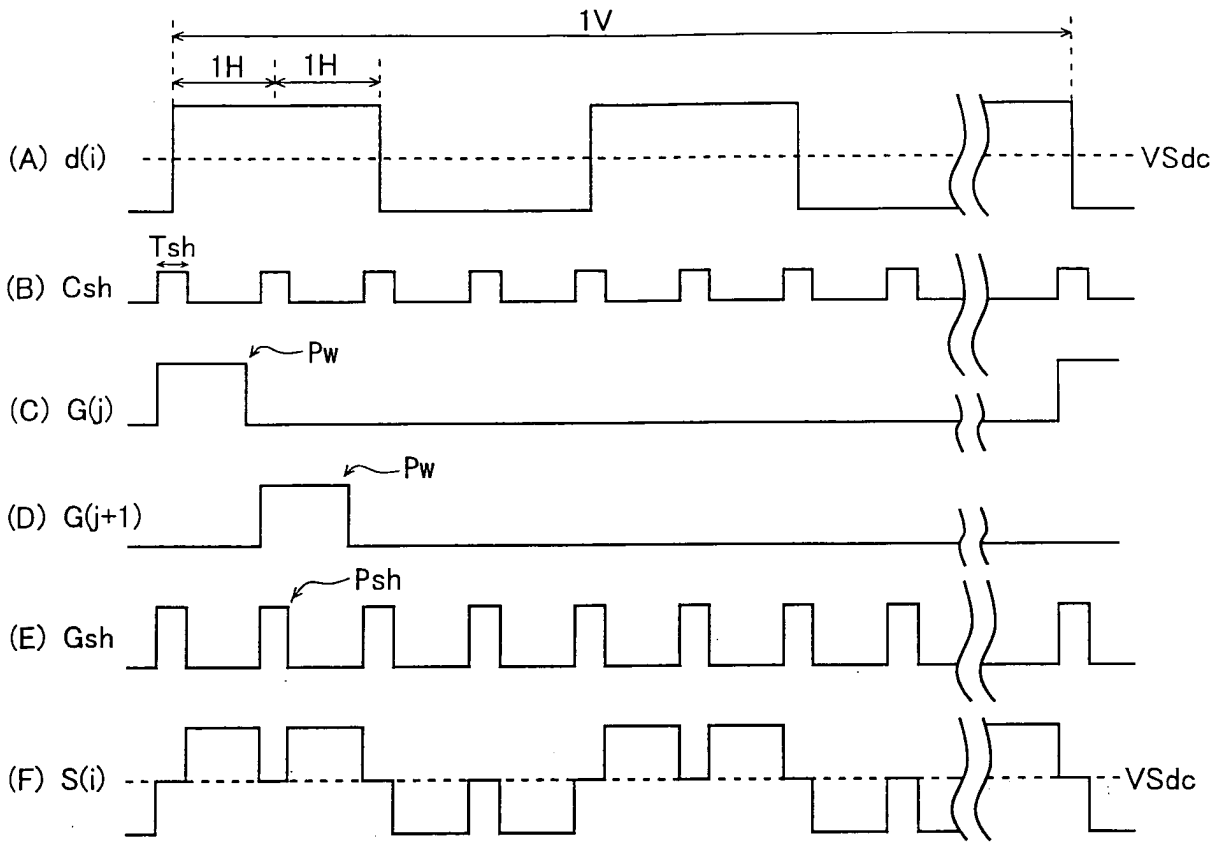 1V
1H 1H
(A) d(i) VSdc
Tsh
(B) Csh
Pw
(C) G(j)
Pw
(D) G(j+1)
Psh
(E) Gsh
(F) S(i) VSdc